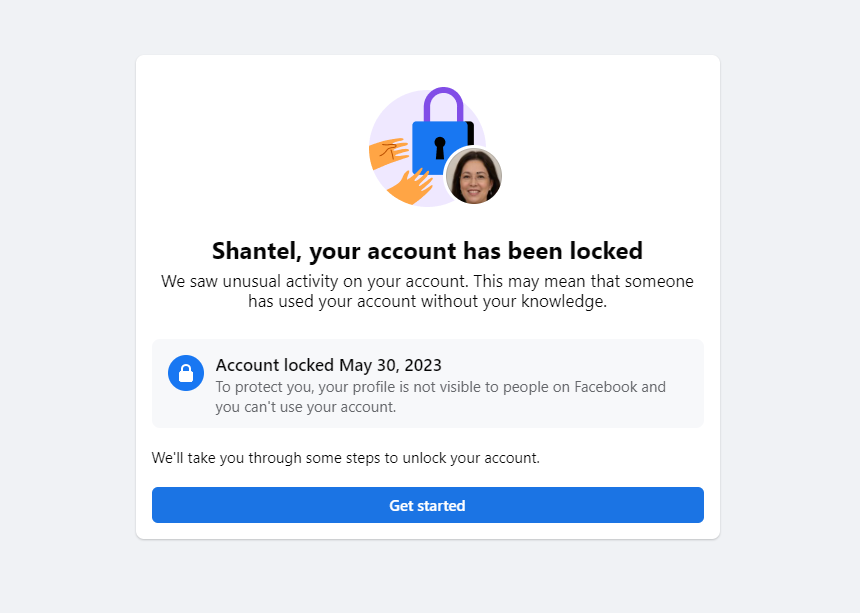 Shantel, your account has been locked
We saw unusual activity on your account. This may mean that someone
has used your account without your knowledge.
Account locked May 30, 2023
To protect you, your profile is not visible to people on Facebook and
you can't use your account.
We'll take you through some steps to unlock your account.
Get started